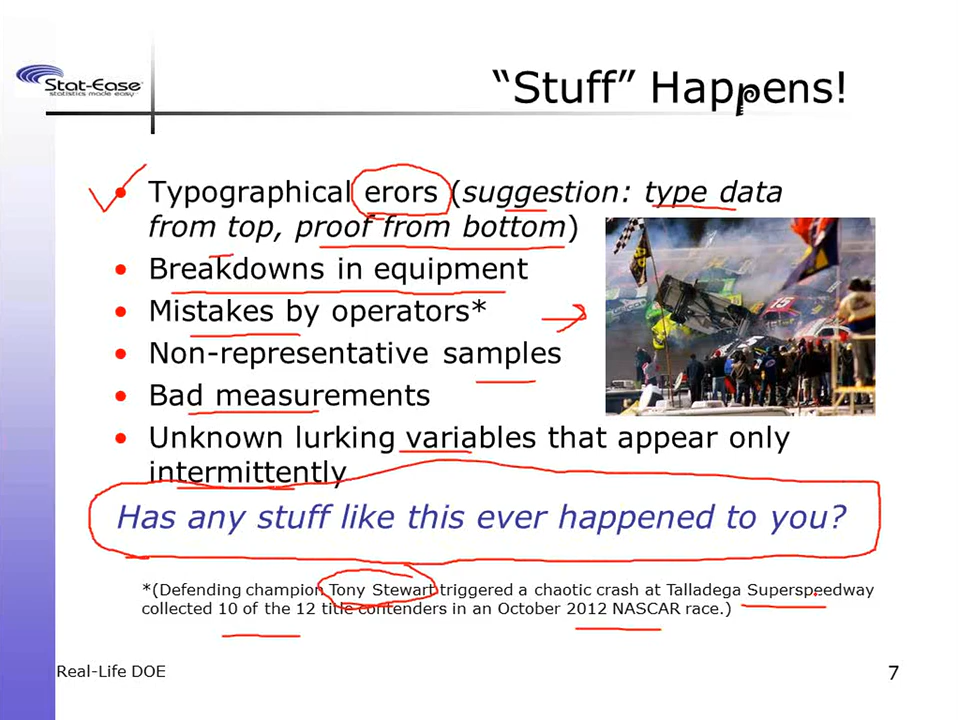 Stat-Ease
statistics made easy
“Stuff” Happens!
• Typographical erors (suggestion: type data
from top, proof from bottom)
• Breakdowns in equipment
• Mistakes by operators*
• Non-representative samples
• Bad measurements
• Unknown lurking variables that appear only
intermittently
15
Has any stuff like this ever happened to you?
*(Defending champion Tony Stewart triggered a chaotic crash at Talladega Superspeedway
collected 10 of the 12 title contenders in an October 2012 NASCAR race.)
Real-Life DOE
7